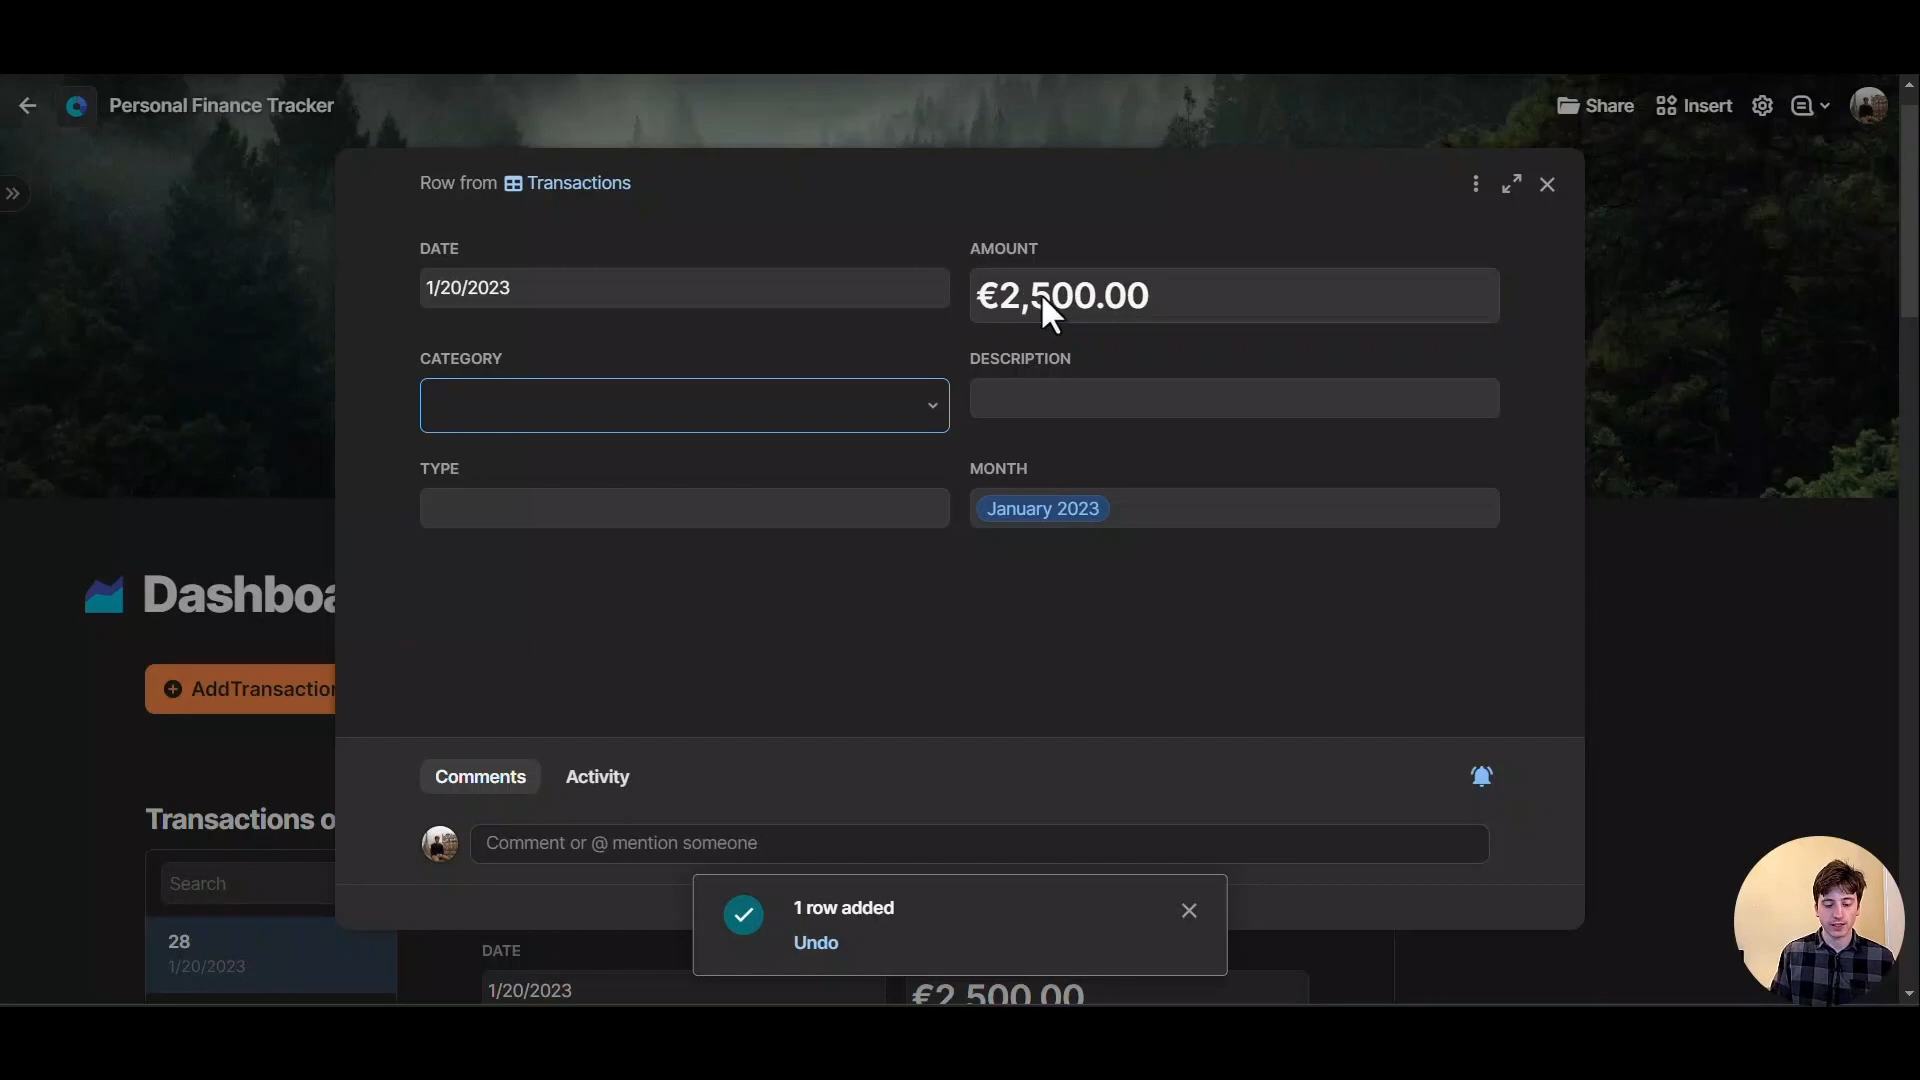 Personal Finance Tracker
Share
Insert
Row from Transactions
DATE
AMOUNT
1/20/2023
€2,500.00
CATEGORY
DESCRIPTION
TYPE
MONTH
January 2023
Dashboa
AddTransaction
Comments
Activity
Transactions o
Comment or @ mention someone
Search
1 row added
Undo
28
1/20/2023
DATE
1/20/2023
€2,500.00